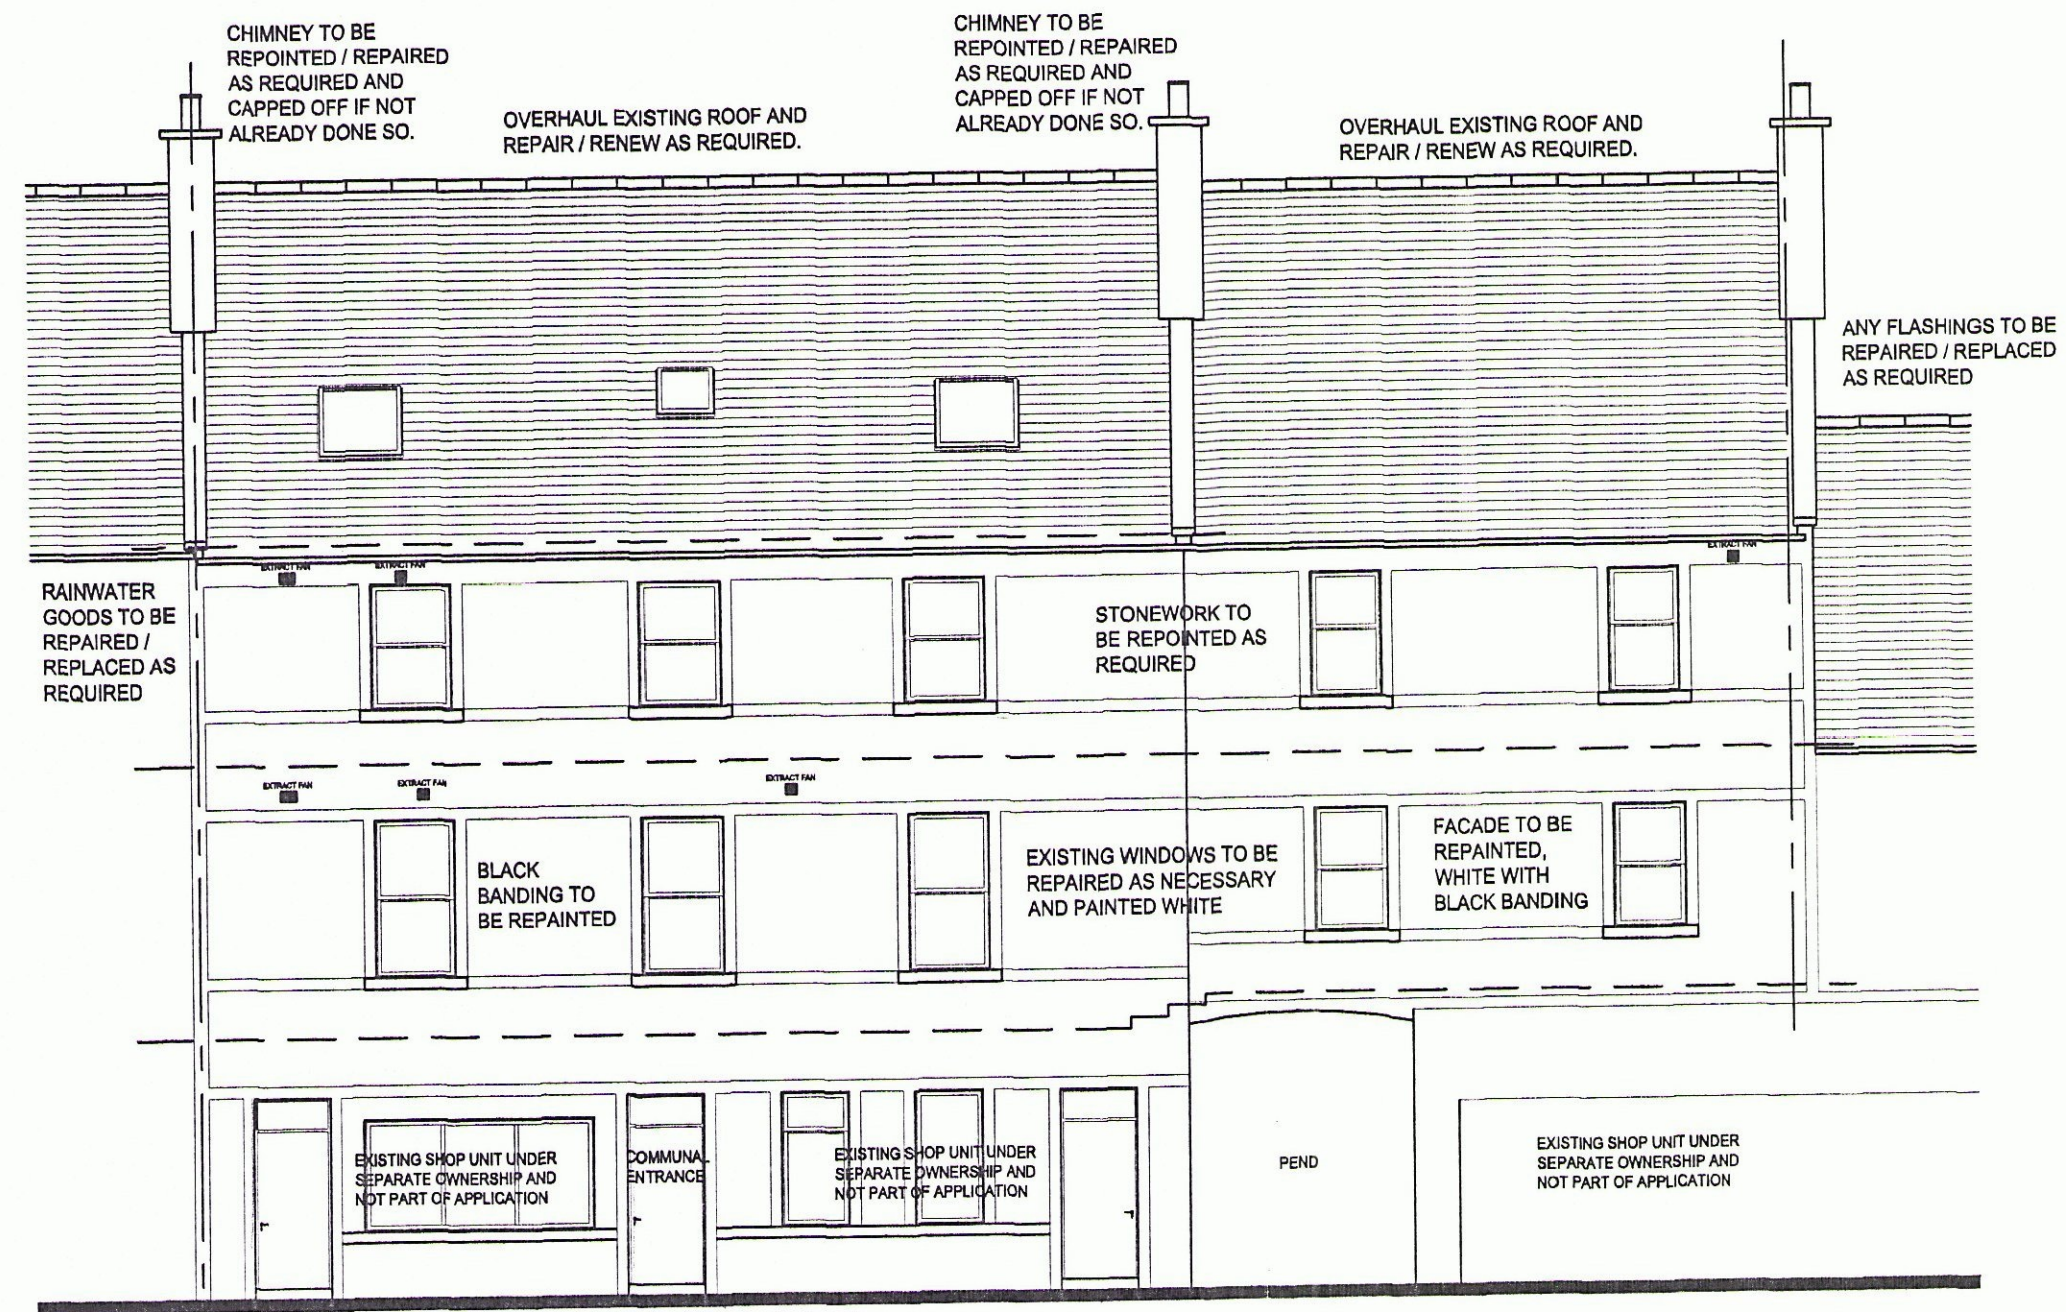 CHIMNEY TO BE
REPOINTED / REPAIRED
AS REQUIRED AND
CAPPED OFF IF NOT
ALREADY DONE SO.
OVERHAUL EXISTING ROOF AND
REPAIR / RENEW AS REQUIRED.
CHIMNEY TO BE
REPOINTED / REPAIRED
AS REQUIRED AND
CAPPED OFF IF NOT
ALREADY DONE SO.
OVERHAUL EXISTING ROOF AND
REPAIR / RENEW AS REQUIRED.
ANY FLASHINGS TO BE
REPAIRED / REPLACED
AS REQUIRED
EXTRACT FAN
EXTRACT FAN
EXTRACT FAN
RAINWATER
GOODS TO BE
REPAIRED /
REPLACED AS
REQUIRED
STONEWORK TO
BE REPOINTED AS
REQUIRED
EXTRACT FAN
EXTRACT FAN
EXTRACT FAN
BLACK
BANDING TO
BE REPAINTED
EXISTING WINDOWS TO BE
REPAIRED AS NECESSARY
AND PAINTED WHITE
FACADE TO BE
REPAINTED,
WHITE WITH
BLACK BANDING
EXISTING SHOP UNIT UNDER
SEPARATE OWNERSHIP AND
NOT PART OF APPLICATION
COMMUNAL
ENTRANCE
EXISTING SHOP UNIT UNDER
SEPARATE OWNERSHIP AND
NOT PART OF APPLICATION
PEND
EXISTING SHOP UNIT UNDER
SEPARATE OWNERSHIP AND
NOT PART OF APPLICATION